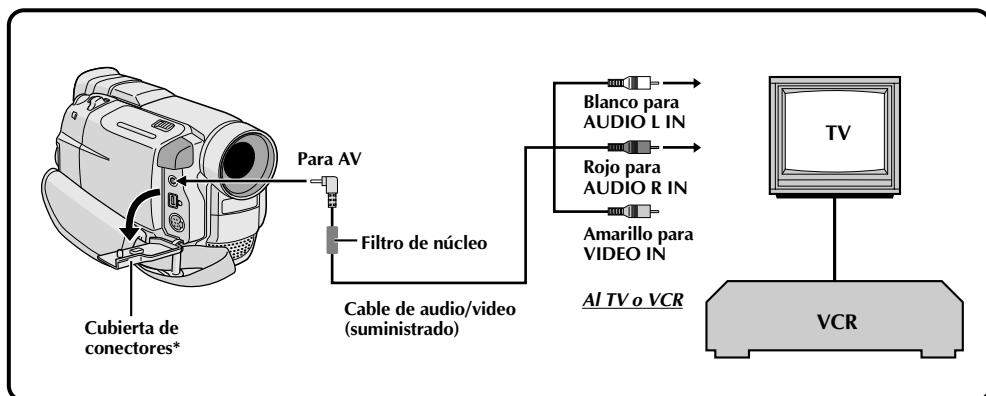 Para AV
Filtro de núcleo
Cable de audio/video
(suministrado)
Cubierta de
conectores*
Blanco para
AUDIO L IN
Rojo para
AUDIO R IN
Amarillo para
VIDEO IN
Al TV o VCR
TV
VCR